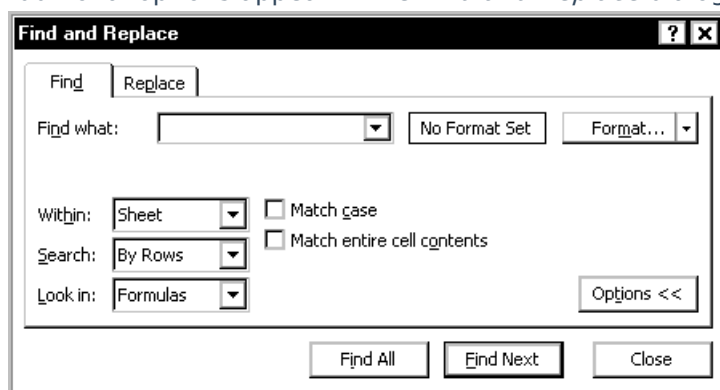 Find and Replace ? X
Find Replace
Find what: No Format Set Format...
Within: Sheet Match case
Match entire cell contents
Search: By Rows
Look in: Formulas Options <<
Find All Find Next Close